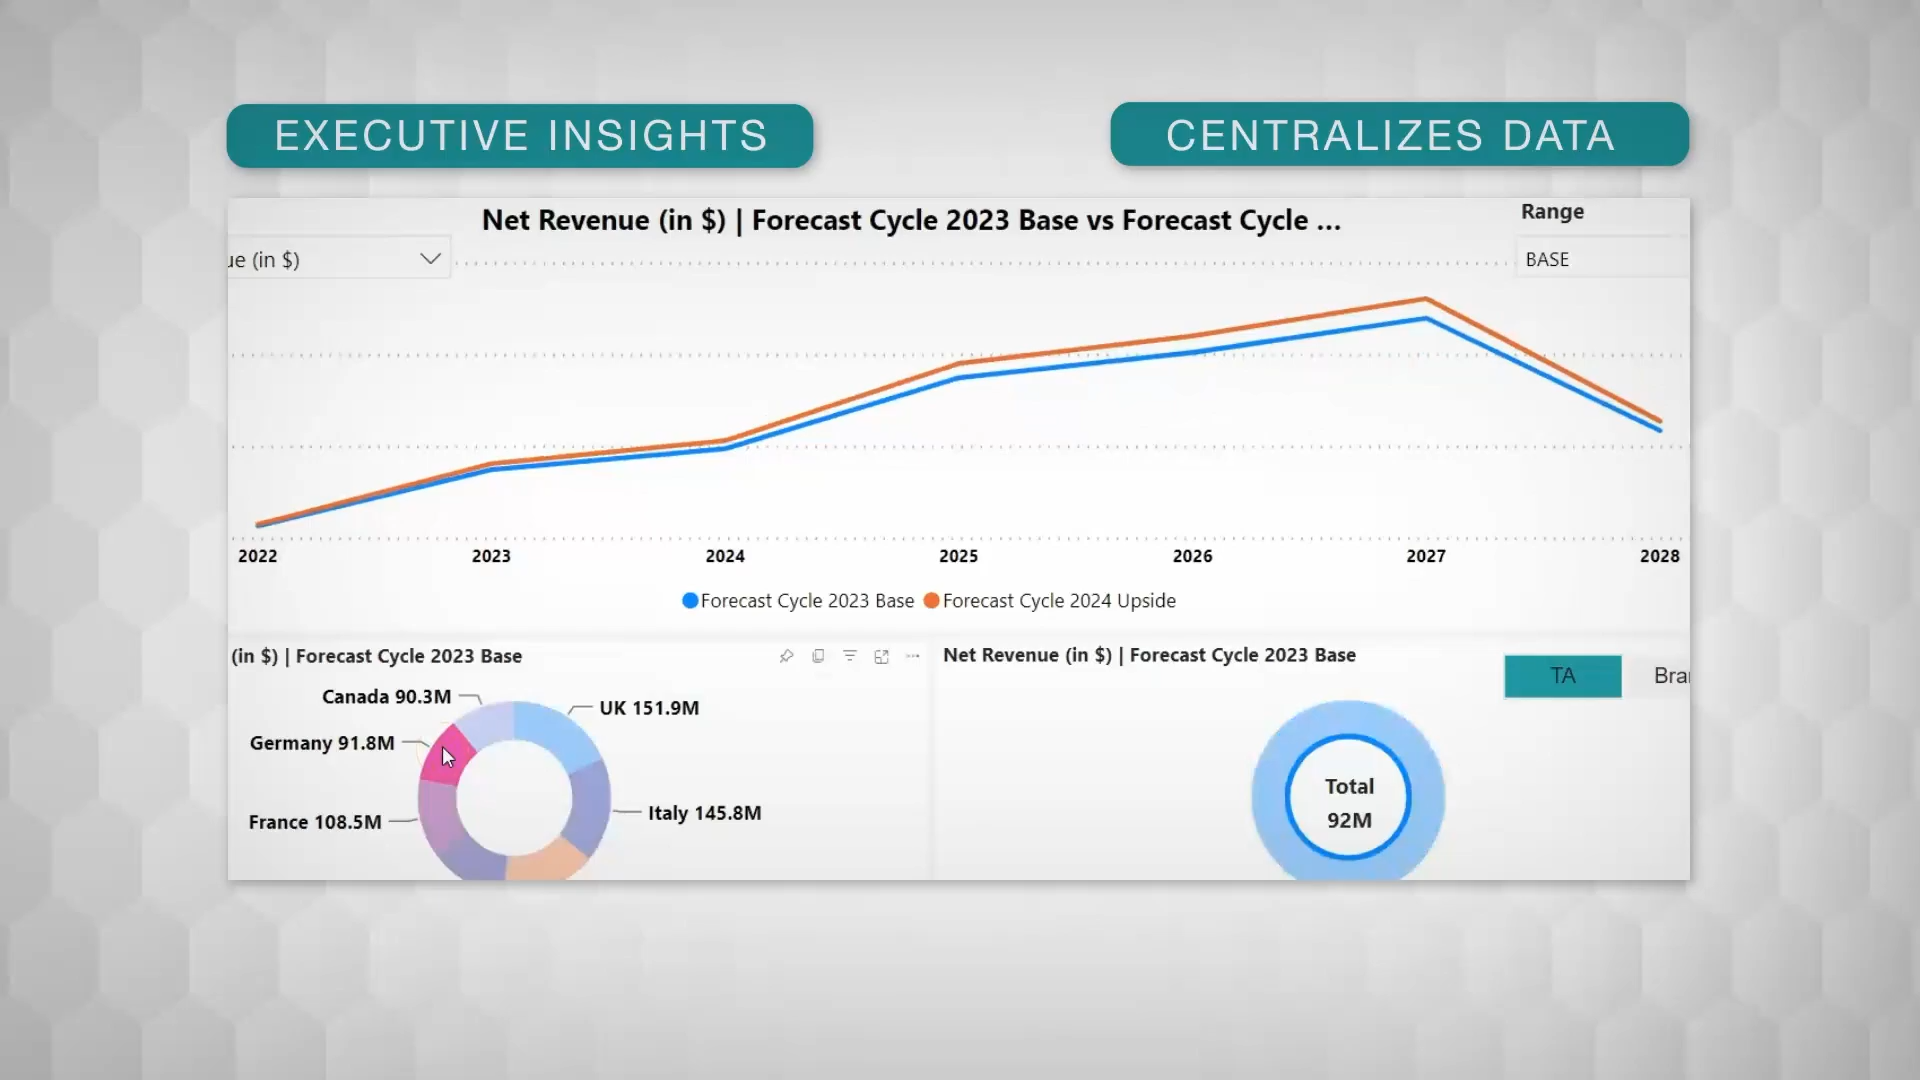 EXECUTIVE INSIGHTS
CENTRALIZES DATA
Net Revenue (in $) | Forecast Cycle 2023 Base vs Forecast Cycle ...
Range
ue (in $)
BASE
2022 2023 2024 2025 2026 2027 2028
Forecast Cycle 2023 Base Forecast Cycle 2024 Upside
(in $) | Forecast Cycle 2023 Base
Canada 90.3M
UK 151.9M
Germany 91.8M
France 108.5M
Italy 145.8M
Net Revenue (in $) | Forecast Cycle 2023 Base
TA
Bra
Total
92M